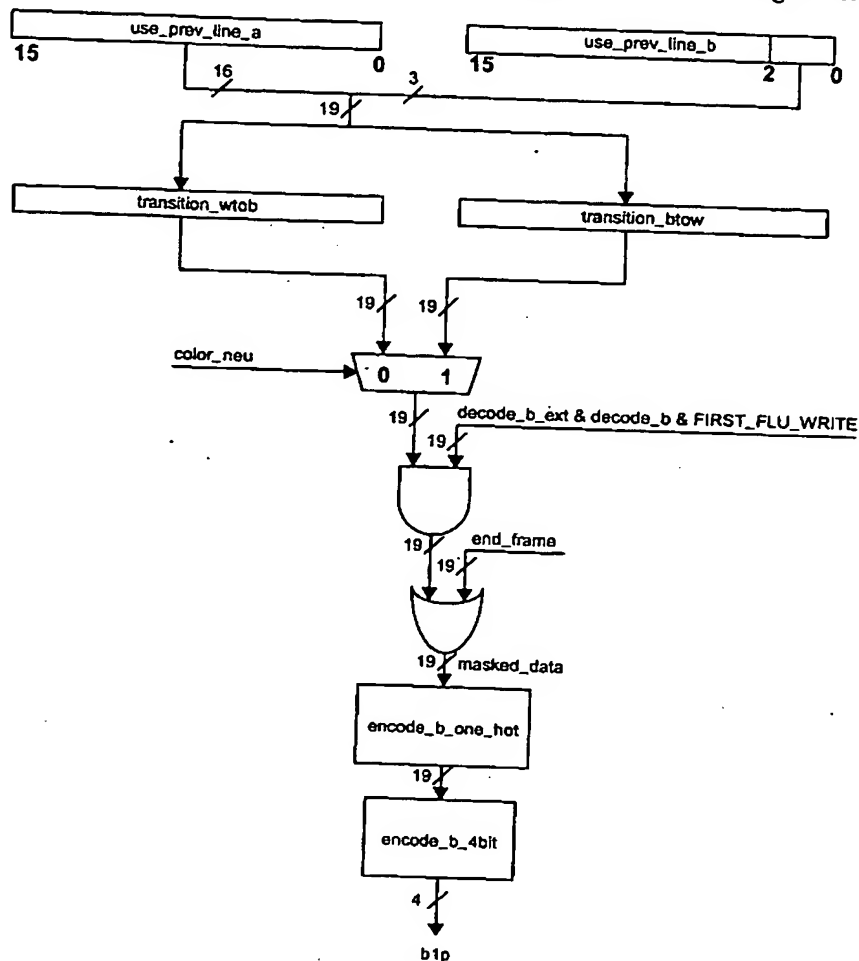 use_prev_line_a
15
0
use_prev_line_b
15
2
0
16
3
19
transition_wtob
transition_btow
19
19
color_neu
0 1
19
decode_b_ext & decode_b & FIRST_FLU_WRITE
19
19
end_frame
19
19
masked_data
encode_b_one_hot
19
encode_b_4bit
4
b1p